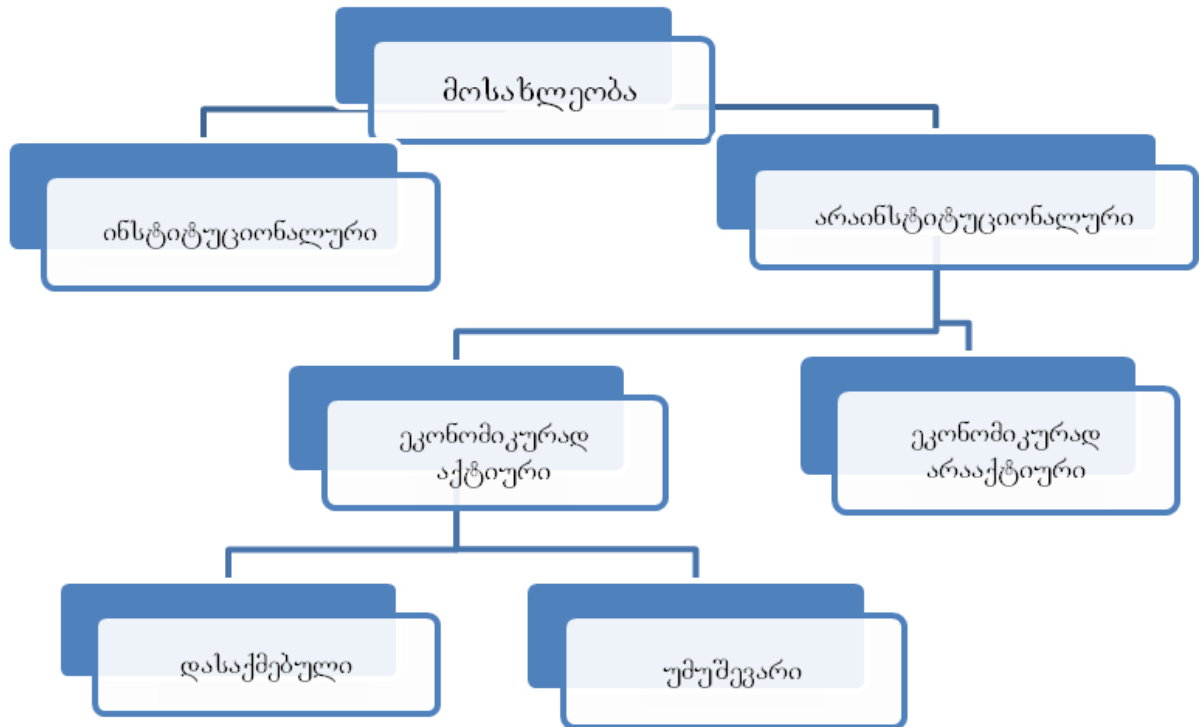 მოსახლეობა
ინსტიტუციონალური
არაინსტიტუციონალური
ეკონომიკურად
აქტიური
ეკონომიკურად
არააქტიური
დასაქმებული
უმუშევარი